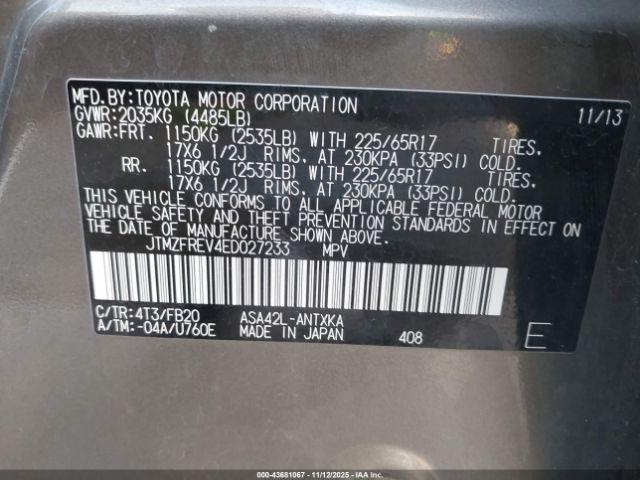 MFD.BY:TOYOTA MOTOR CORPORATION 11/13
GVWR:2035KG (4485LB)
GAWR:FRT. 1150KG (2535LB) WITH 225/65R17 TIRES,
17X6 1/2J RIMS, AT 230KPA (33PSI) COLD.
RR. 1150KG (2535LB) WITH 225/65R17 TIRES,
17X6 1/2J RIMS, AT 230KPA (33PSI) COLD.
THIS VEHICLE CONFORMS TO ALL APPLICABLE FEDERAL MOTOR
VEHICLE SAFETY AND THEFT PREVENTION STANDARDS IN EFFECT ON
THE DATE OF MANUFACTURE SHOWN ABOVE.
JTMZFREV4ED027233 MPV
C/TR:4T3/FB20 ASA42L-ANTXKA
A/TM:-04A/U760E MADE IN JAPAN 408 E
000-43681067 - 11/12/2025 - IAAI.COM